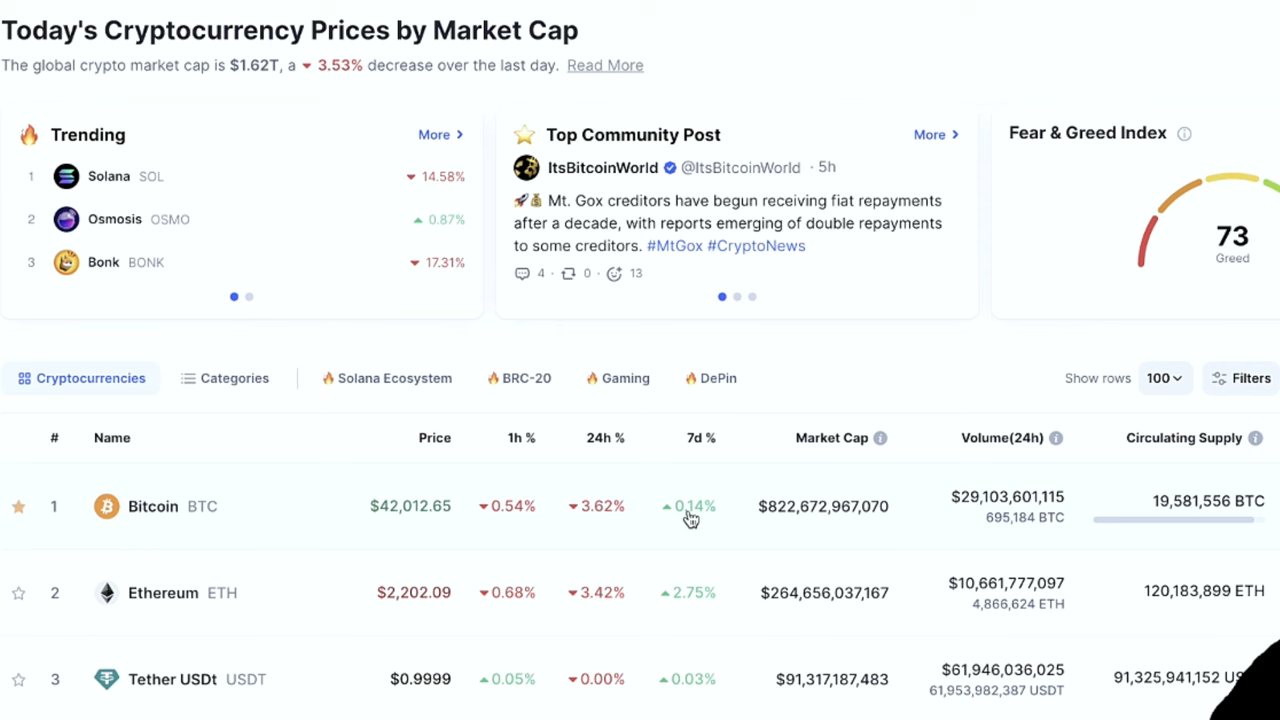 Today's Cryptocurrency Prices by Market Cap
The global crypto market cap is $1.62T, a 3.53% decrease over the last day. Read More
Trending
More
1 Solana SOL 14.58%
2 Osmosis OSMO 0.87%
3 Bonk BONK 17.31%
Top Community Post
More
ItsBitcoinWorld @ItsBitcoinWorld · 5h
🚀💰 Mt. Gox creditors have begun receiving fiat repayments
after a decade, with reports emerging of double repayments
to some creditors. #MtGox #CryptoNews
4 · 0 · 13
Fear & Greed Index
73
Greed
Cryptocurrencies Categories Solana Ecosystem BRC-20 Gaming DePin Show rows 100 Filters
# Name Price 1h % 24h % 7d % Market Cap Volume(24h) Circulating Supply
1 Bitcoin BTC $42,012.65 0.54% 3.62% 0.14% $822,672,967,070 $29,103,601,115 19,581,556 BTC
695,184 BTC
2 Ethereum ETH $2,202.09 0.68% 3.42% 2.75% $264,656,037,167 $10,661,777,097 120,183,899 ETH
4,866,624 ETH
3 Tether USDt USDT $0.9999 0.05% 0.00% 0.03% $91,317,187,483 $61,946,036,025 91,325,941,152
61,953,982,387 USDT